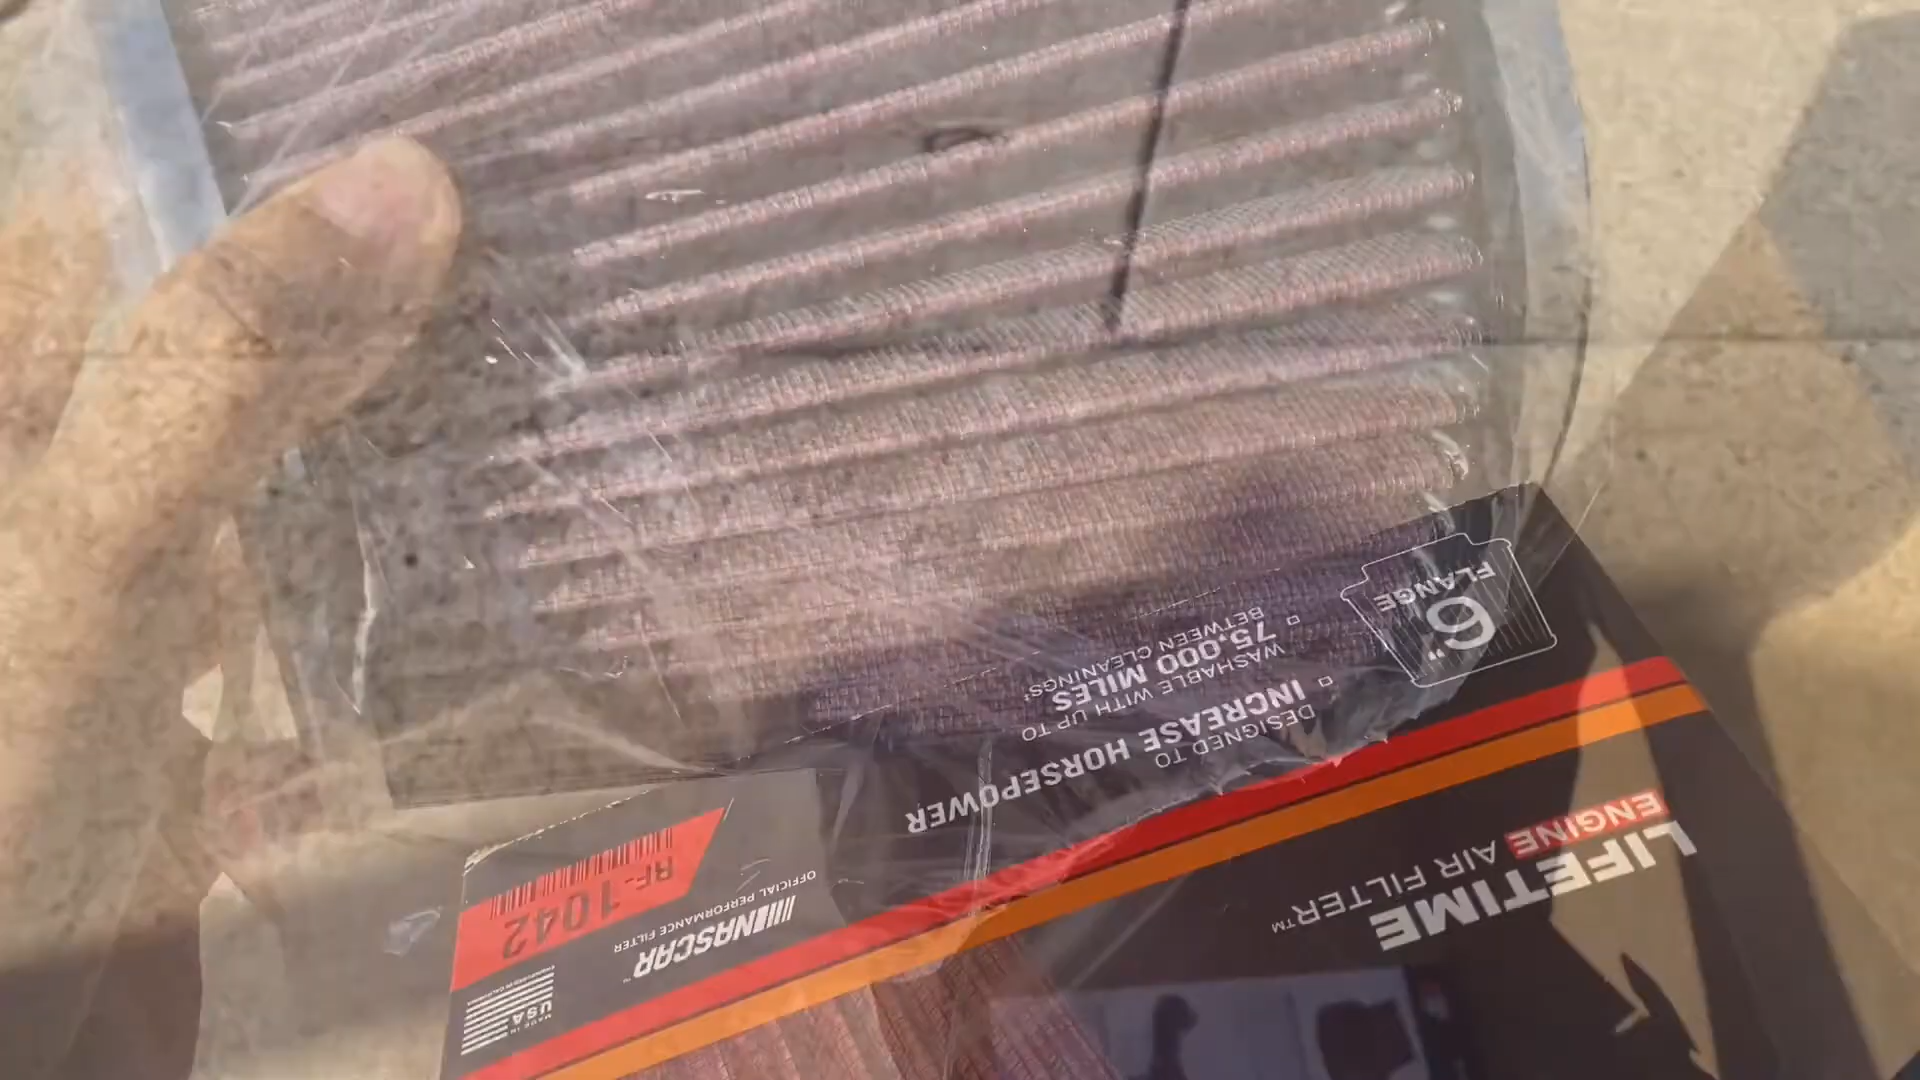 LIFETIME
ENGINE AIR FILTER™
DESIGNED TO
INCREASE HORSEPOWER
WASHABLE WITH UP TO
75,000 MILES
BETWEEN CLEANINGS‡
6"
FLANGE
NASCAR
OFFICIAL PERFORMANCE FILTER
RF-1042
MADE IN
USA